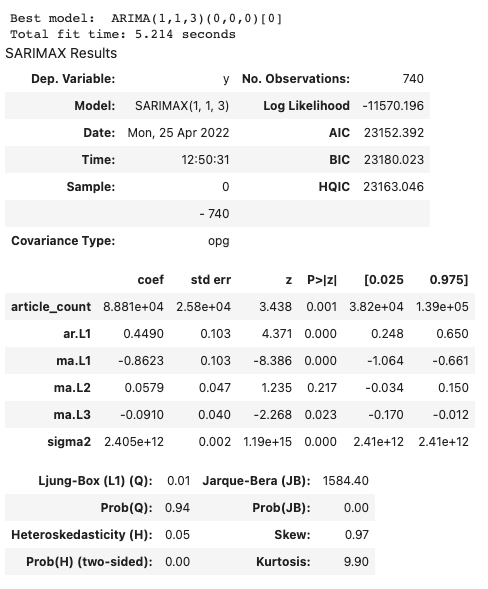 Best model:  ARIMA(1,1,3)(0,0,0)[0]
Total fit time: 5.214 seconds
SARIMAX Results
Dep. Variable: y No. Observations: 740
Model: SARIMAX(1, 1, 3) Log Likelihood -11570.196
Date: Mon, 25 Apr 2022 AIC 23152.392
Time: 12:50:31 BIC 23180.023
Sample: 0 HQIC 23163.046
- 740
Covariance Type: opg
coef std err z P>|z| [0.025 0.975]
article_count 8.881e+04 2.58e+04 3.438 0.001 3.82e+04 1.39e+05
ar.L1 0.4490 0.103 4.371 0.000 0.248 0.650
ma.L1 -0.8623 0.103 -8.386 0.000 -1.064 -0.661
ma.L2 0.0579 0.047 1.235 0.217 -0.034 0.150
ma.L3 -0.0910 0.040 -2.268 0.023 -0.170 -0.012
sigma2 2.405e+12 0.002 1.19e+15 0.000 2.41e+12 2.41e+12
Ljung-Box (L1) (Q): 0.01 Jarque-Bera (JB): 1584.40
Prob(Q): 0.94 Prob(JB): 0.00
Heteroskedasticity (H): 0.05 Skew: 0.97
Prob(H) (two-sided): 0.00 Kurtosis: 9.90